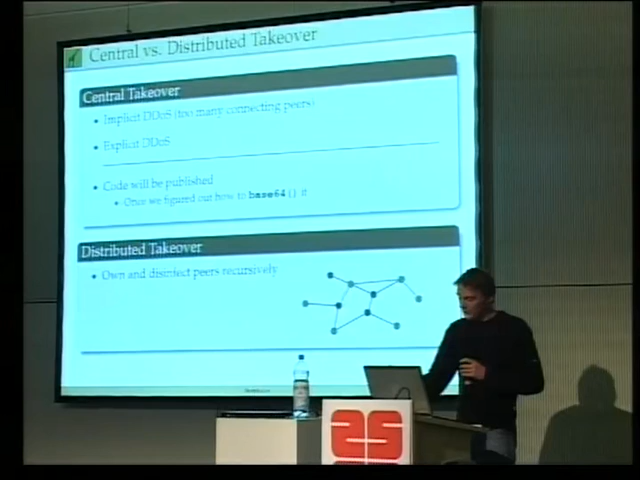 Central vs. Distributed Takeover
Central Takeover
• Implicit DDoS (too many connecting peers)
• Explicit DDoS
• Code will be published
• Once we figured out how to base64() it
Distributed Takeover
• Own and disinfect peers recursively
25